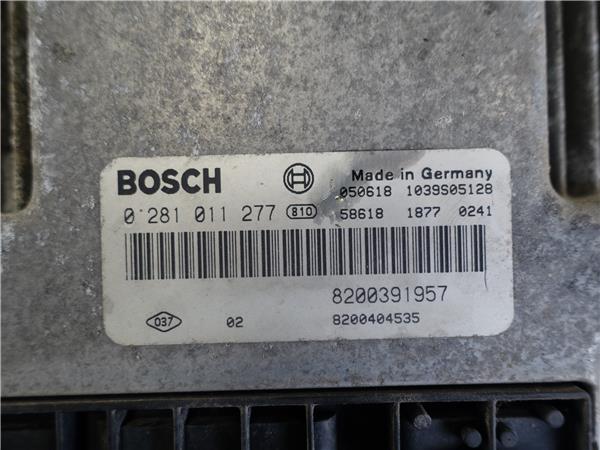 BOSCH Made in Germany
050618 1039S05128
0 281 011 277 810 58618 1877 0241
8200391957
037 02 8200404535